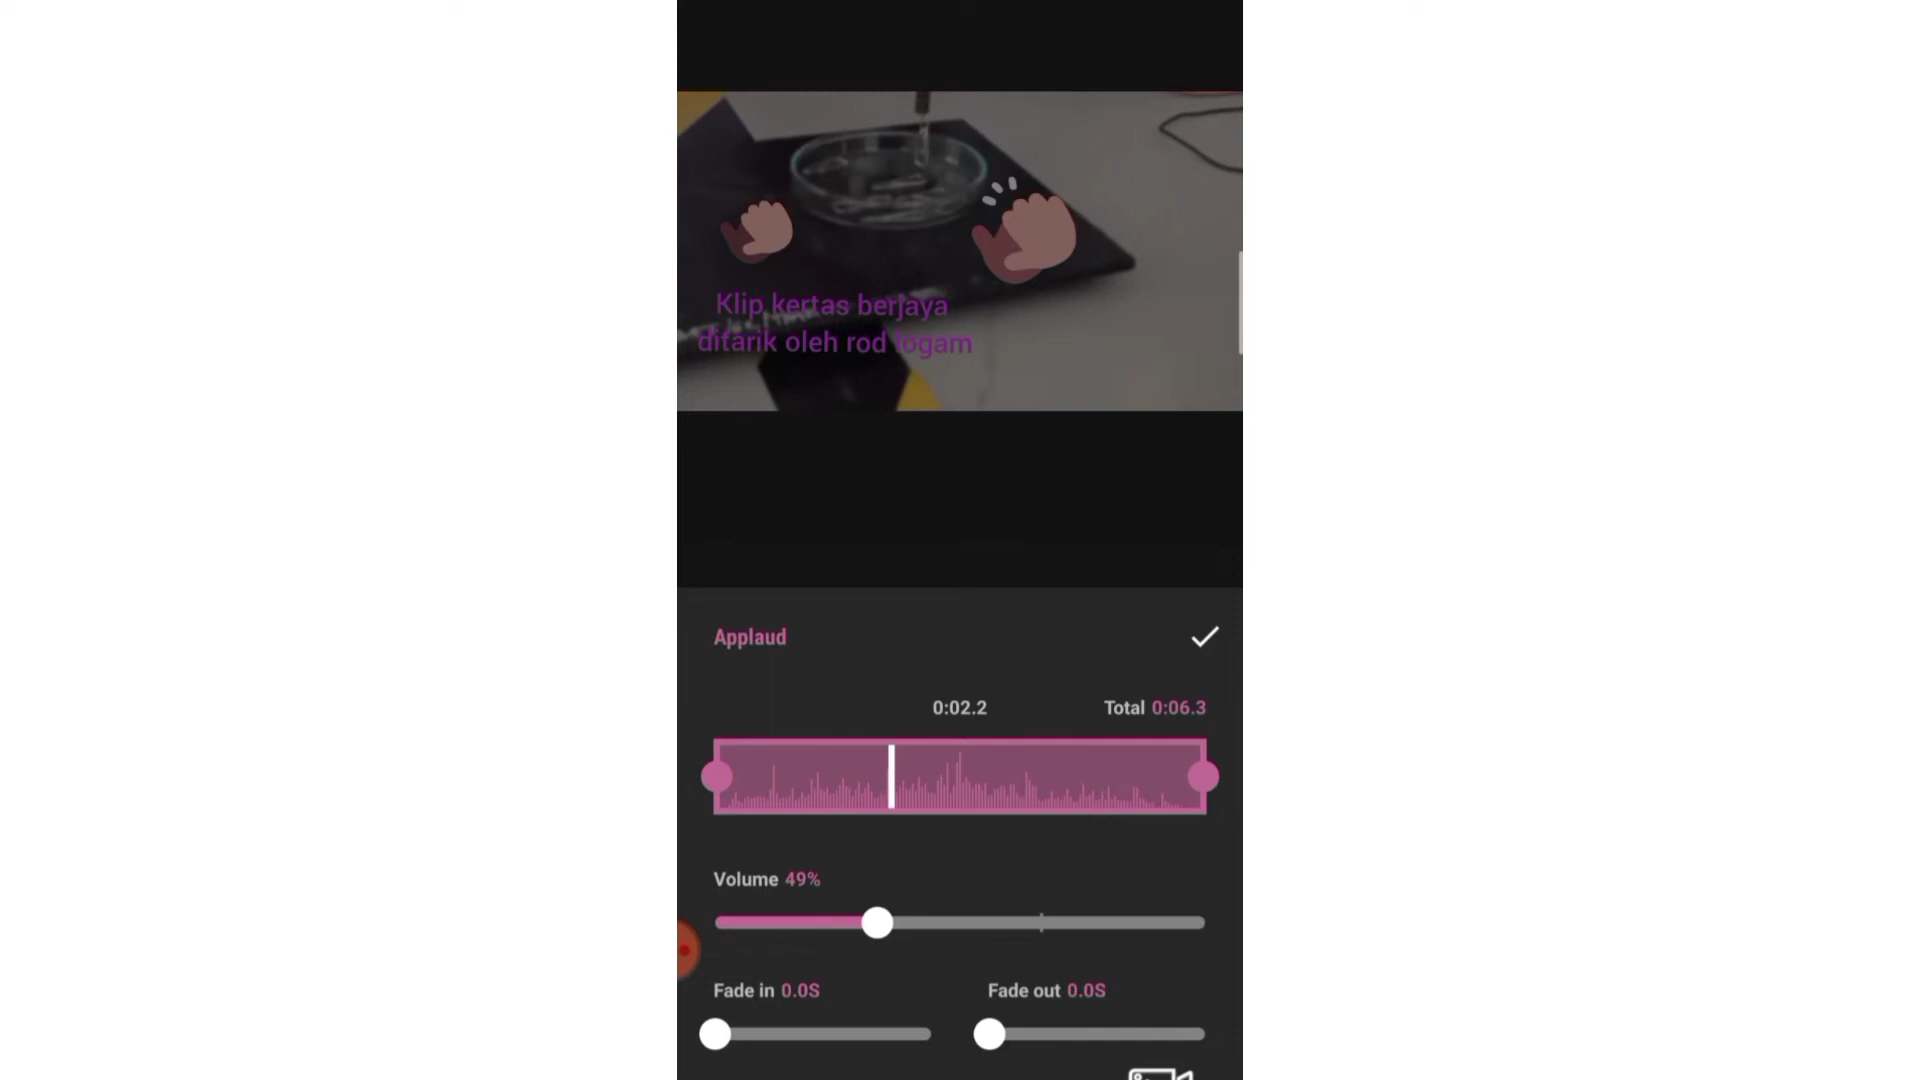 Klip kertas berjaya
ditarik oleh rod logam
Applaud
0:02.2
Total 0:06.3
Volume 49%
Fade in 0.0S
Fade out 0.0S